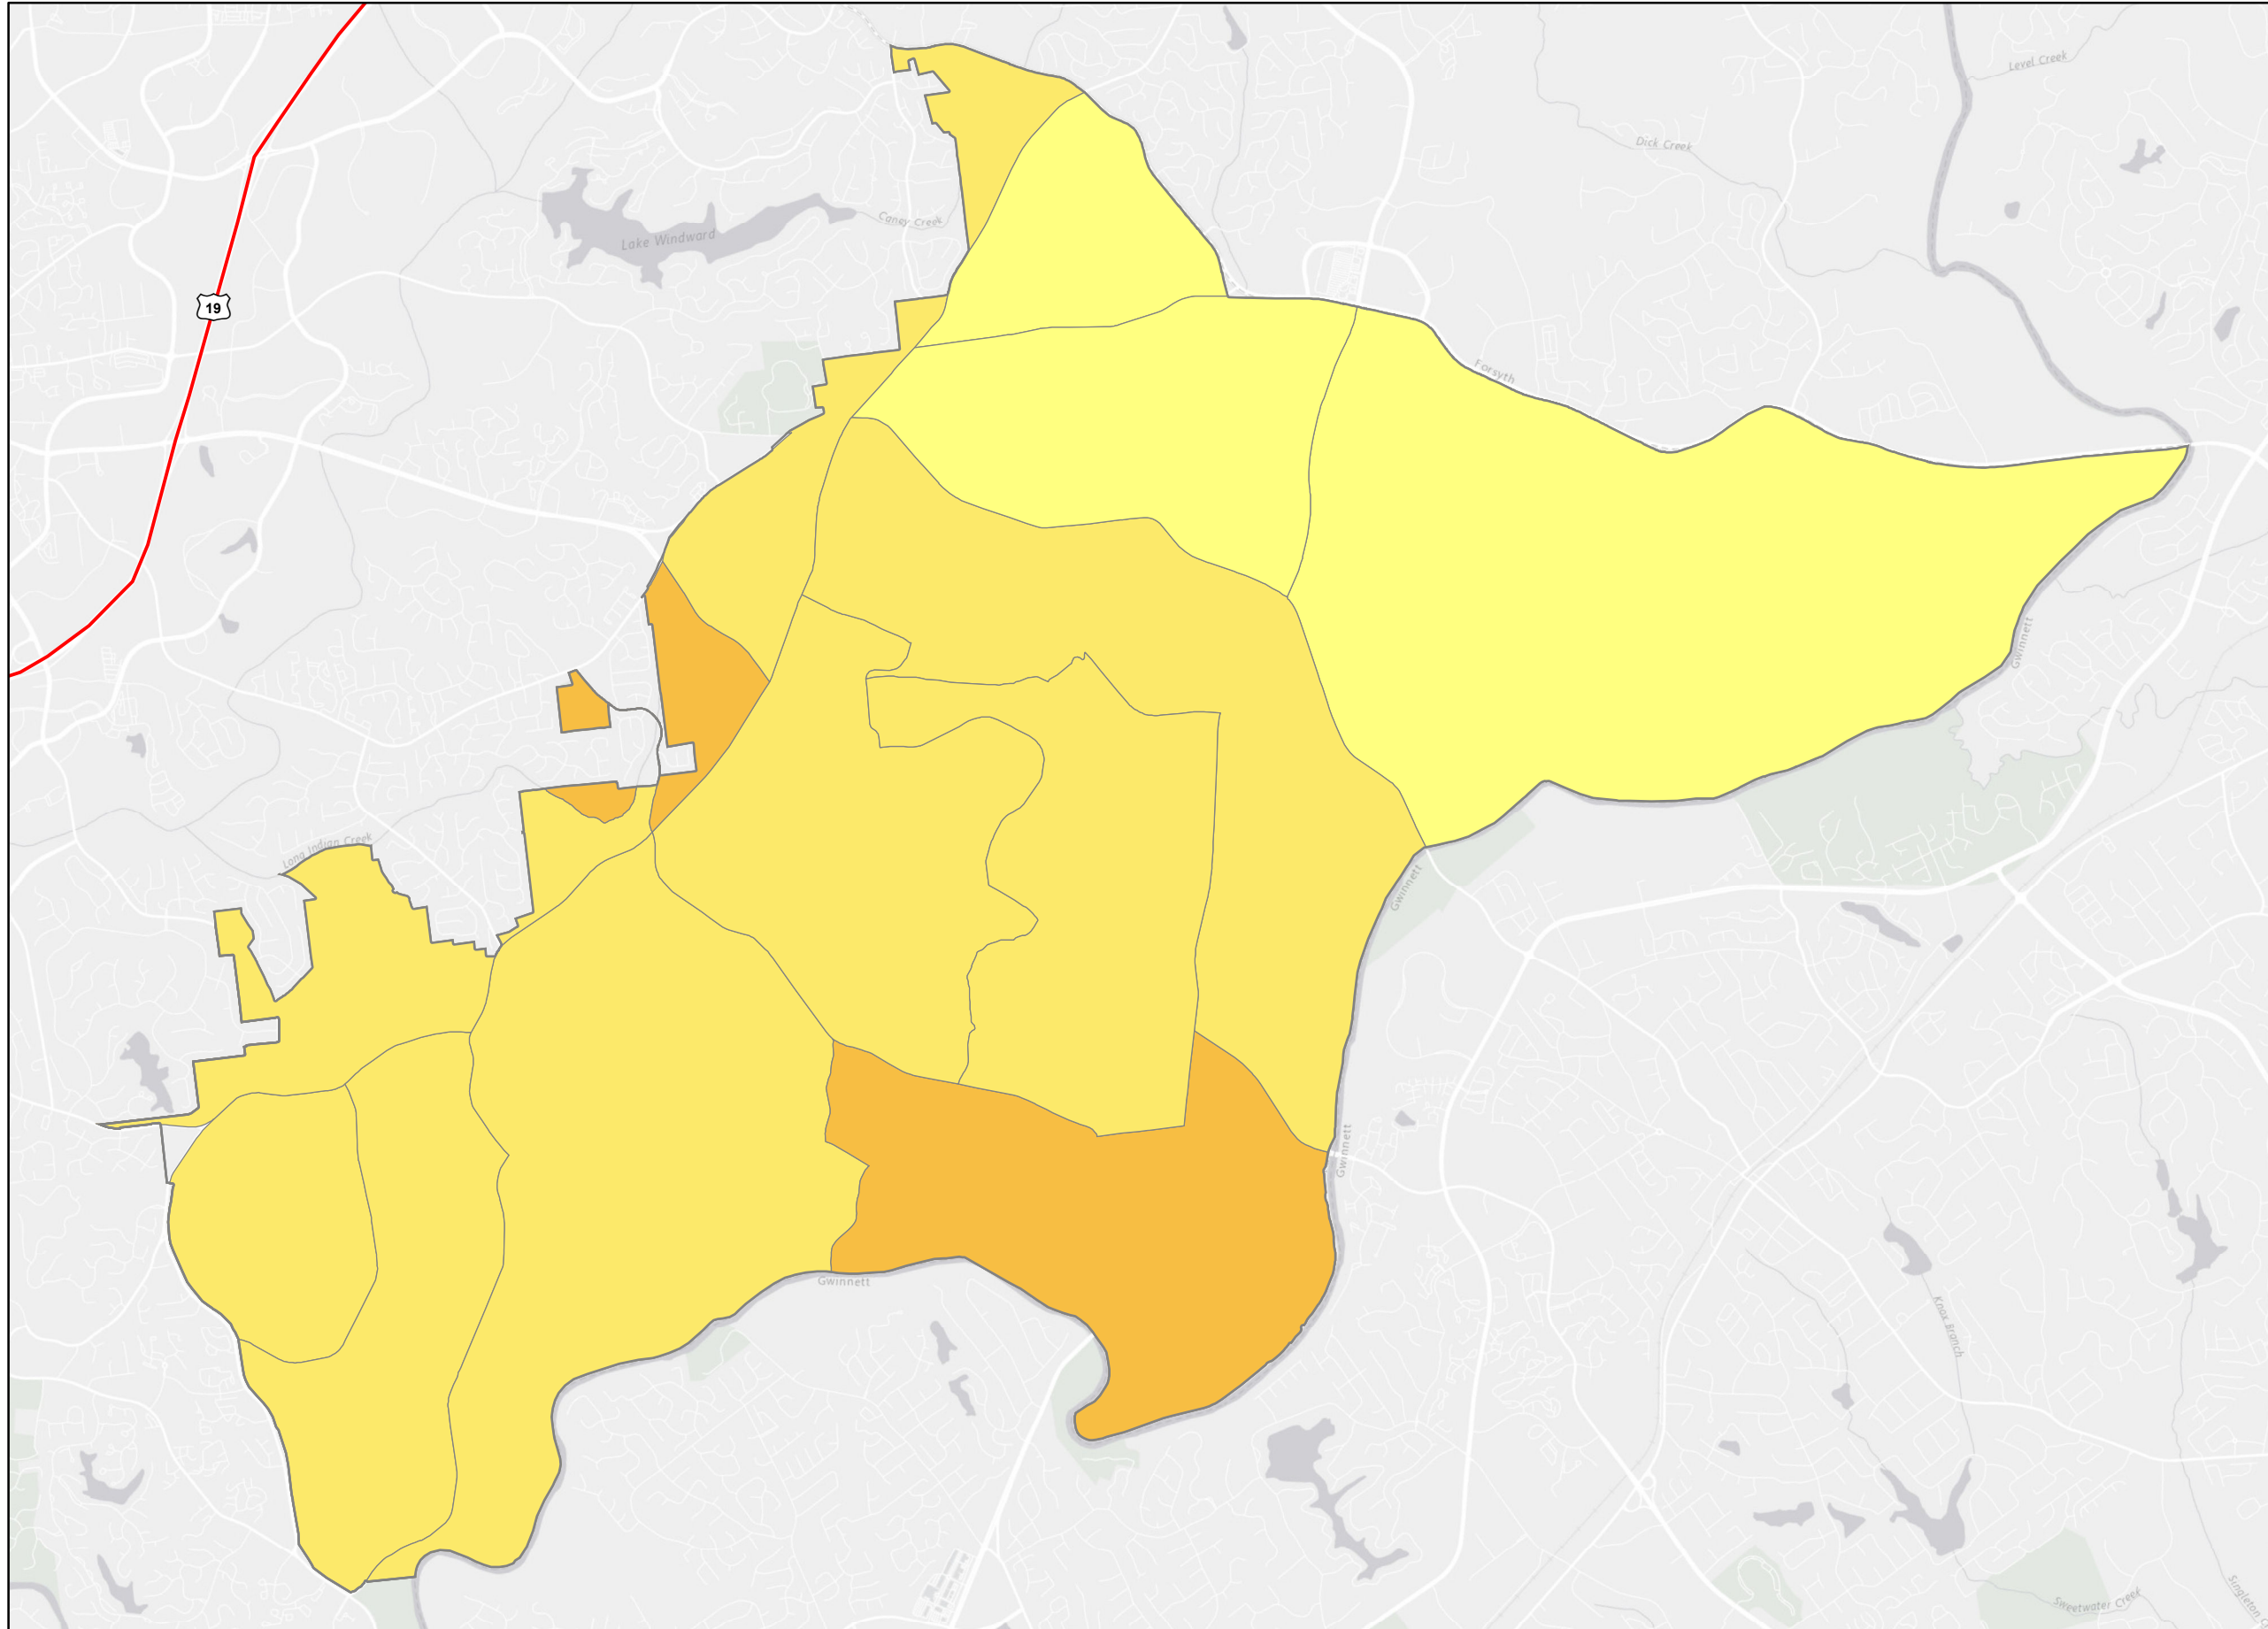 Level Creek
Dick Creek
Caney Creek
Lake Windward
19
Forsyth
Gwinnett
Long Indian Creek
Gwinnett
Gwinnett
Gwinnett
Knox Branch
Sweetwater Creek
Singleton